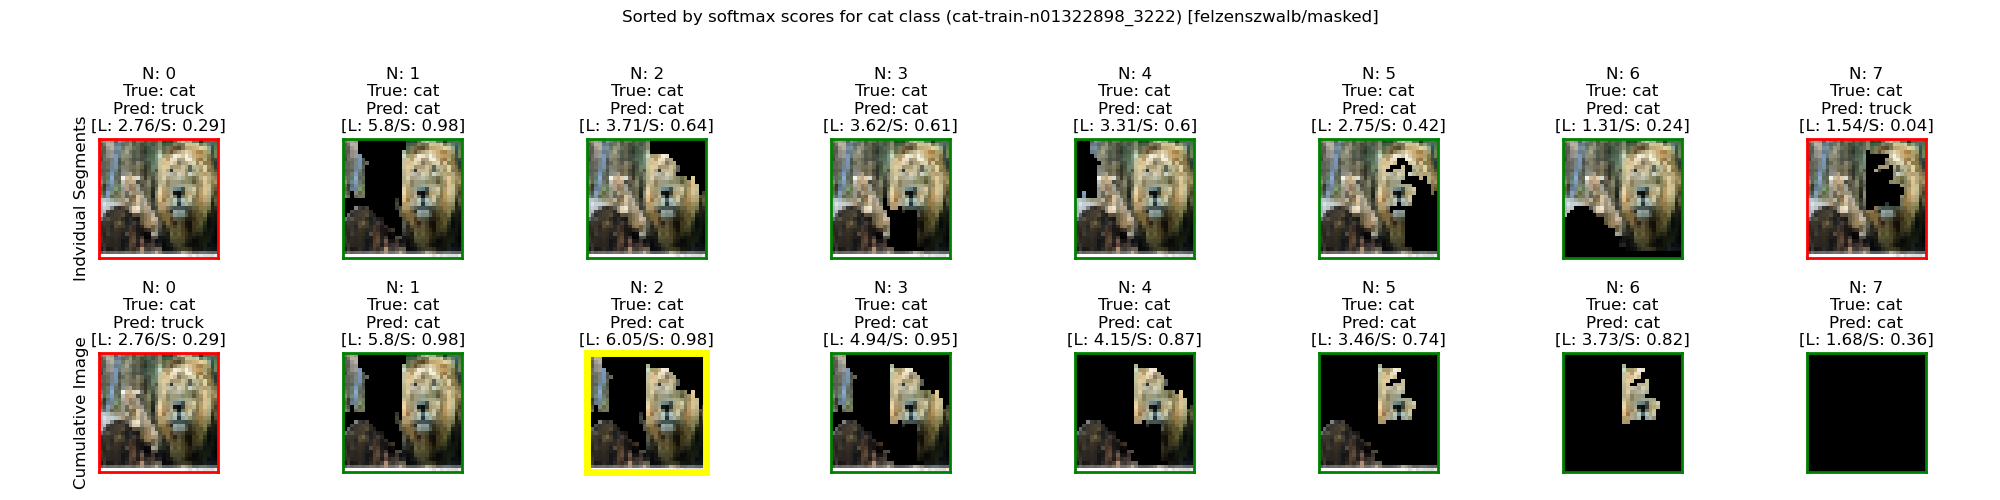 Sorted by softmax scores for cat class (cat-train-n01322898_3222) [felzenszwalb/masked]
Indvidual Segments
N: 0
True: cat
Pred: truck
[L: 2.76/S: 0.29]
N: 1
True: cat
Pred: cat
[L: 5.8/S: 0.98]
N: 2
True: cat
Pred: cat
[L: 3.71/S: 0.64]
N: 3
True: cat
Pred: cat
[L: 3.62/S: 0.61]
N: 4
True: cat
Pred: cat
[L: 3.31/S: 0.6]
N: 5
True: cat
Pred: cat
[L: 2.75/S: 0.42]
N: 6
True: cat
Pred: cat
[L: 1.31/S: 0.24]
N: 7
True: cat
Pred: truck
[L: 1.54/S: 0.04]
Cumulative Image
N: 0
True: cat
Pred: truck
[L: 2.76/S: 0.29]
N: 1
True: cat
Pred: cat
[L: 5.8/S: 0.98]
N: 2
True: cat
Pred: cat
[L: 6.05/S: 0.98]
N: 3
True: cat
Pred: cat
[L: 4.94/S: 0.95]
N: 4
True: cat
Pred: cat
[L: 4.15/S: 0.87]
N: 5
True: cat
Pred: cat
[L: 3.46/S: 0.74]
N: 6
True: cat
Pred: cat
[L: 3.73/S: 0.82]
N: 7
True: cat
Pred: cat
[L: 1.68/S: 0.36]